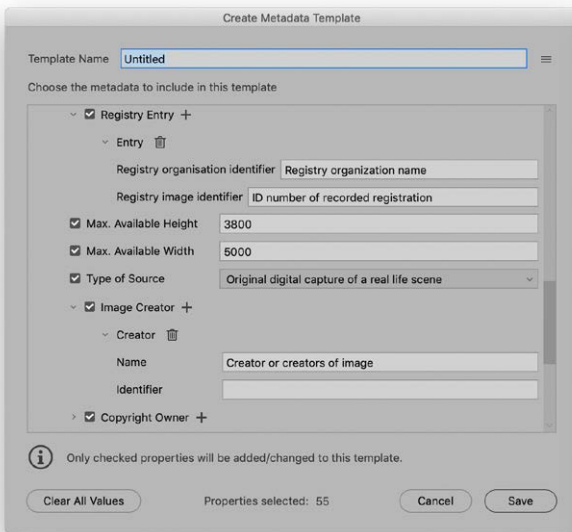 Create Metadata Template
Template Name Untitled
Choose the metadata to include in this template
Registry Entry +
Entry
Registry organisation identifier Registry organization name
Registry image identifier ID number of recorded registration
Max. Available Height 3800
Max. Available Width 5000
Type of Source Original digital capture of a real life scene
Image Creator +
Creator
Name Creator or creators of image
Identifier
Copyright Owner +
Only checked properties will be added/changed to this template.
Clear All Values Properties selected: 55 Cancel Save